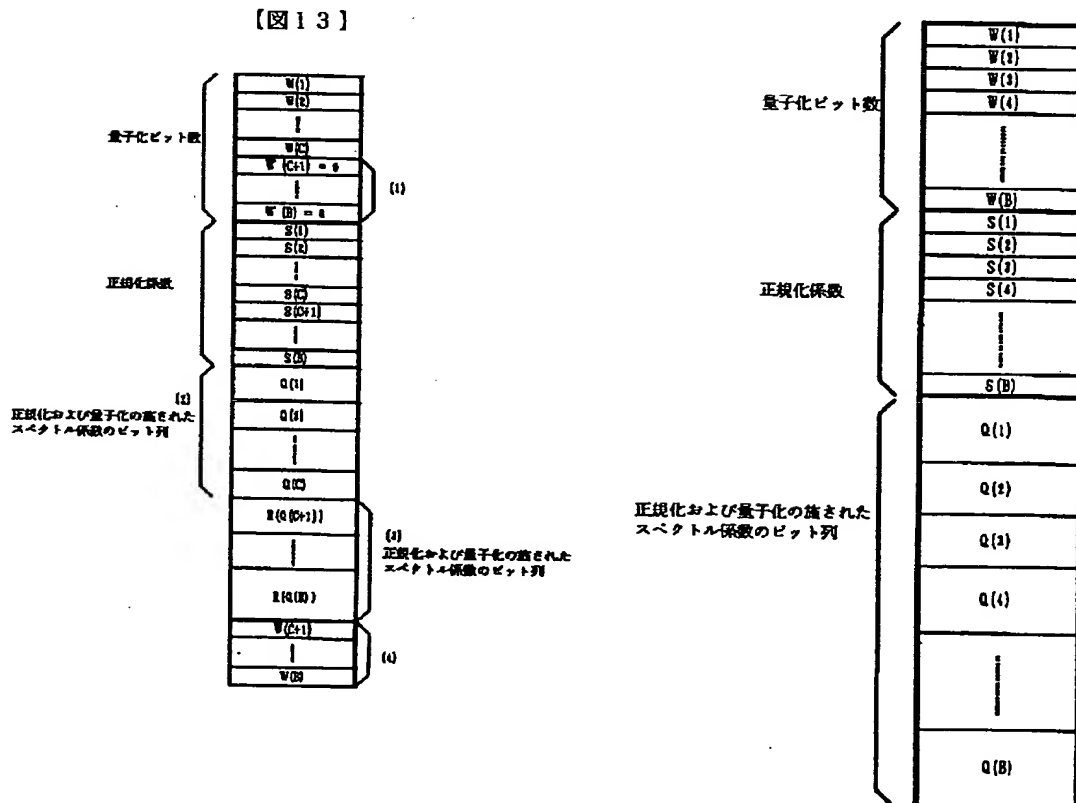 【図１３】
W(1)
W(2)
W(C)
W (C+1) = a
W (B) = a
量子化ビット数
(1)
S(1)
S(2)
S(C)
S(C+1)
S(B)
正規化係数
Q(1)
Q(2)
Q(C)
(2)
正規化および量子化の施された
スペクトル係数のビット列
R{Q(C+1)}
R{Q(B)}
(3)
正規化および量子化の施された
スペクトル係数のビット列
W(C+1)
W(B)
(4)
W(1)
W(2)
W(3)
W(4)
W(B)
量子化ビット数
S(1)
S(2)
S(3)
S(4)
S(B)
正規化係数
Q(1)
Q(2)
Q(3)
Q(4)
Q(B)
正規化および量子化の施された
スペクトル係数のビット列